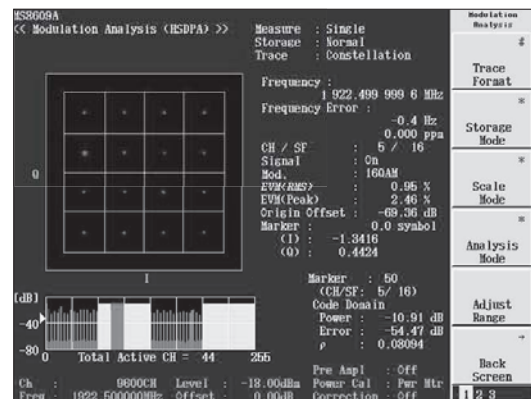 MS8609A
<< Modulation Analysis (HSDPA) >>
Measure : Single
Storage : Normal
Trace : Constellation
Frequency :
1 922.499 999 6 MHz
Frequency Error :
-0.4 Hz
0.000 ppm
CH / SF : 5 / 16
Signal : On
Mod. : 16QAM
EVM(RMS) : 0.95 %
EVM(Peak) : 2.46 %
Origin Offset : -69.36 dB
Marker : 0.0 symbol
(I) : -1.3416
(Q) : 0.4424
Q
I
Marker : 50
(CH/SF: 5/ 16)
Code Domain
Power : -10.91 dB
Error : -54.47 dB
ρ : 0.08094
[dB]
-40
-80
0 Total Active CH = 44 255
Pre Ampl : Off
Ch : 9600CH Level : -18.00dBm Power Cal : Pwr Mtr
Freq : 1922.500000MHz Offset : 0.00dB Correction : Off
Modulation
Analysis
#
Trace
Format
*
Storage
Mode
*
Scale
Mode
*
Analysis
Mode
Adjust
Range
→
Back
Screen
1 2 3